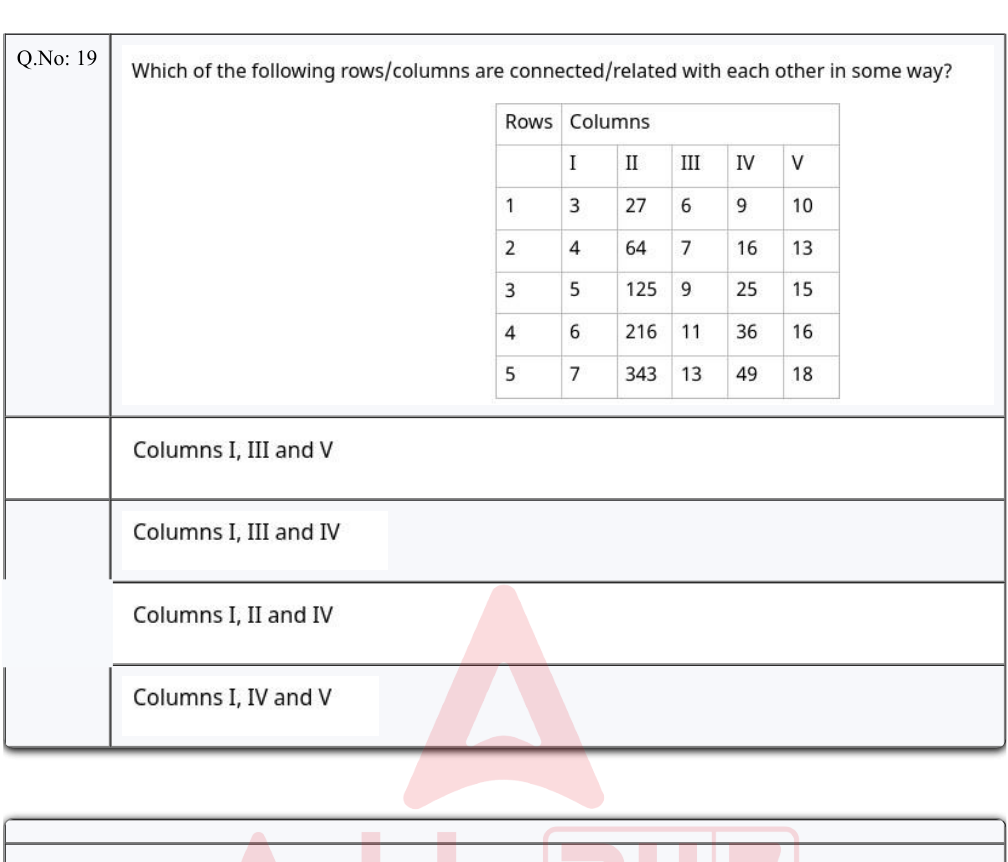 Q.No: 19
Which of the following rows/columns are connected/related with each other in some way?
Rows Columns
I II III IV V
1 3 27 6 9 10
2 4 64 7 16 13
3 5 125 9 25 15
4 6 216 11 36 16
5 7 343 13 49 18
Columns I, III and V
Columns I, III and IV
Columns I, II and IV
Columns I, IV and V